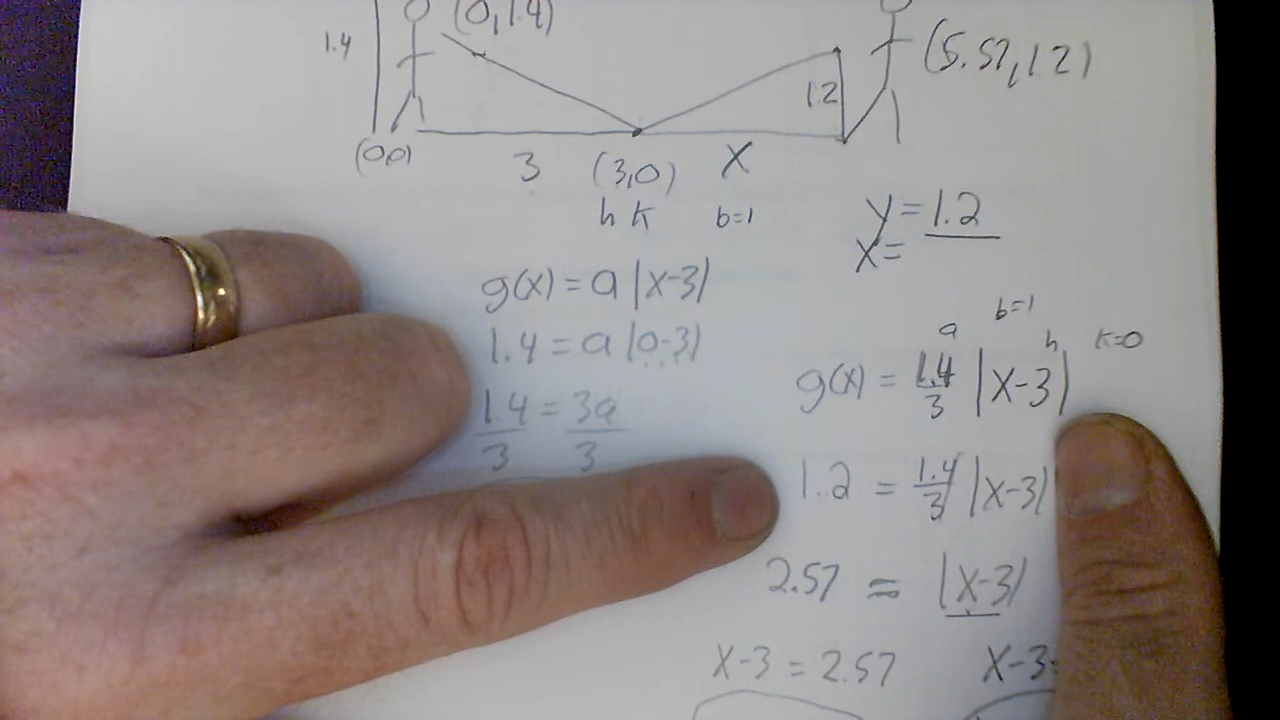 1.4
(0,1.4)
(5.57,1.2)
1.2
(0,0)
3
(3,0)
X
h k
b=1
y = 1.2
x =
g(x) = a |x-3|
1.4 = a |0-3|
1.4 = 3a
3 3
b=1
a
h
k=0
g(x) = 1.4/3 |x-3|
1.2 = 1.4/3 |x-3|
2.57 ≈ |x-3|
x-3 = 2.57
x-3=